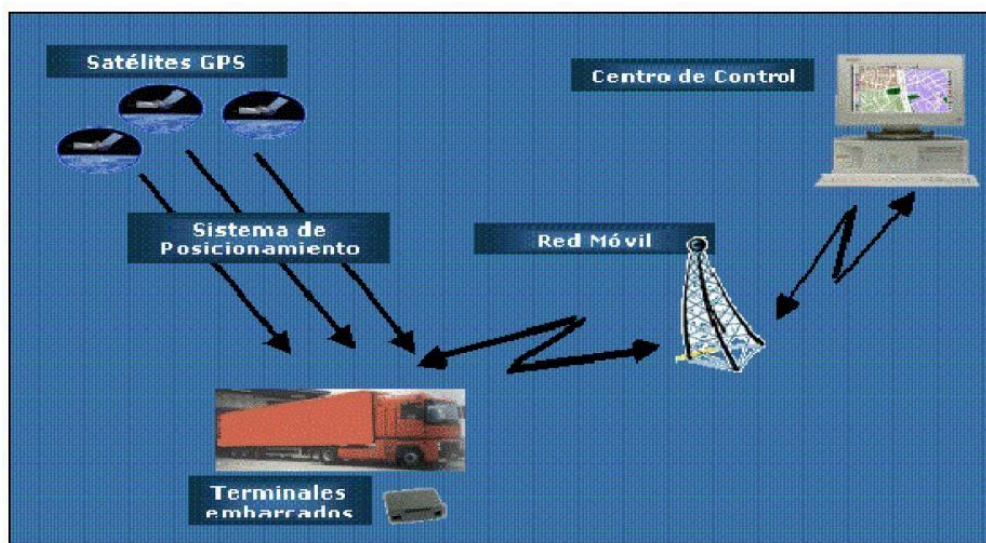 Satélites GPS
Centro de Control
Sistema de
Posicionamiento
Red Móvil
Terminales
embarcados